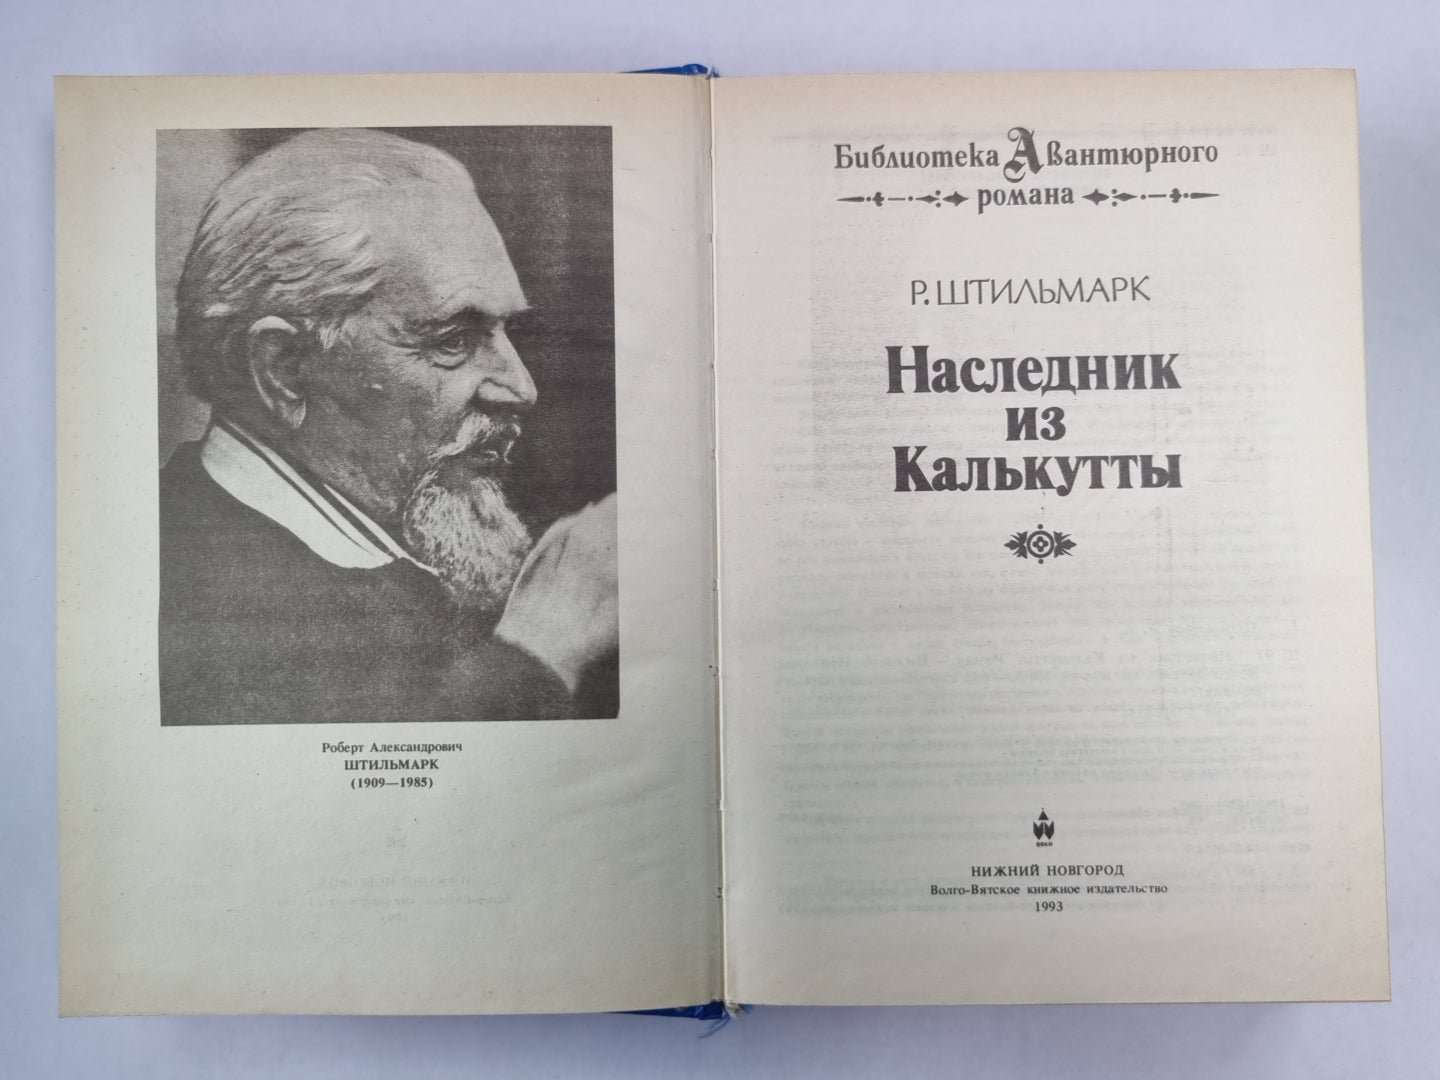 Роберт Александрович
ШТИЛЬМАРК
(1909—1985)
Библиотека Авантюрного
романа
Р. ШТИЛЬМАРК
Наследник
из
Калькутты
ВВКИ
НИЖНИЙ НОВГОРОД
Волго-Вятское книжное издательство
1993